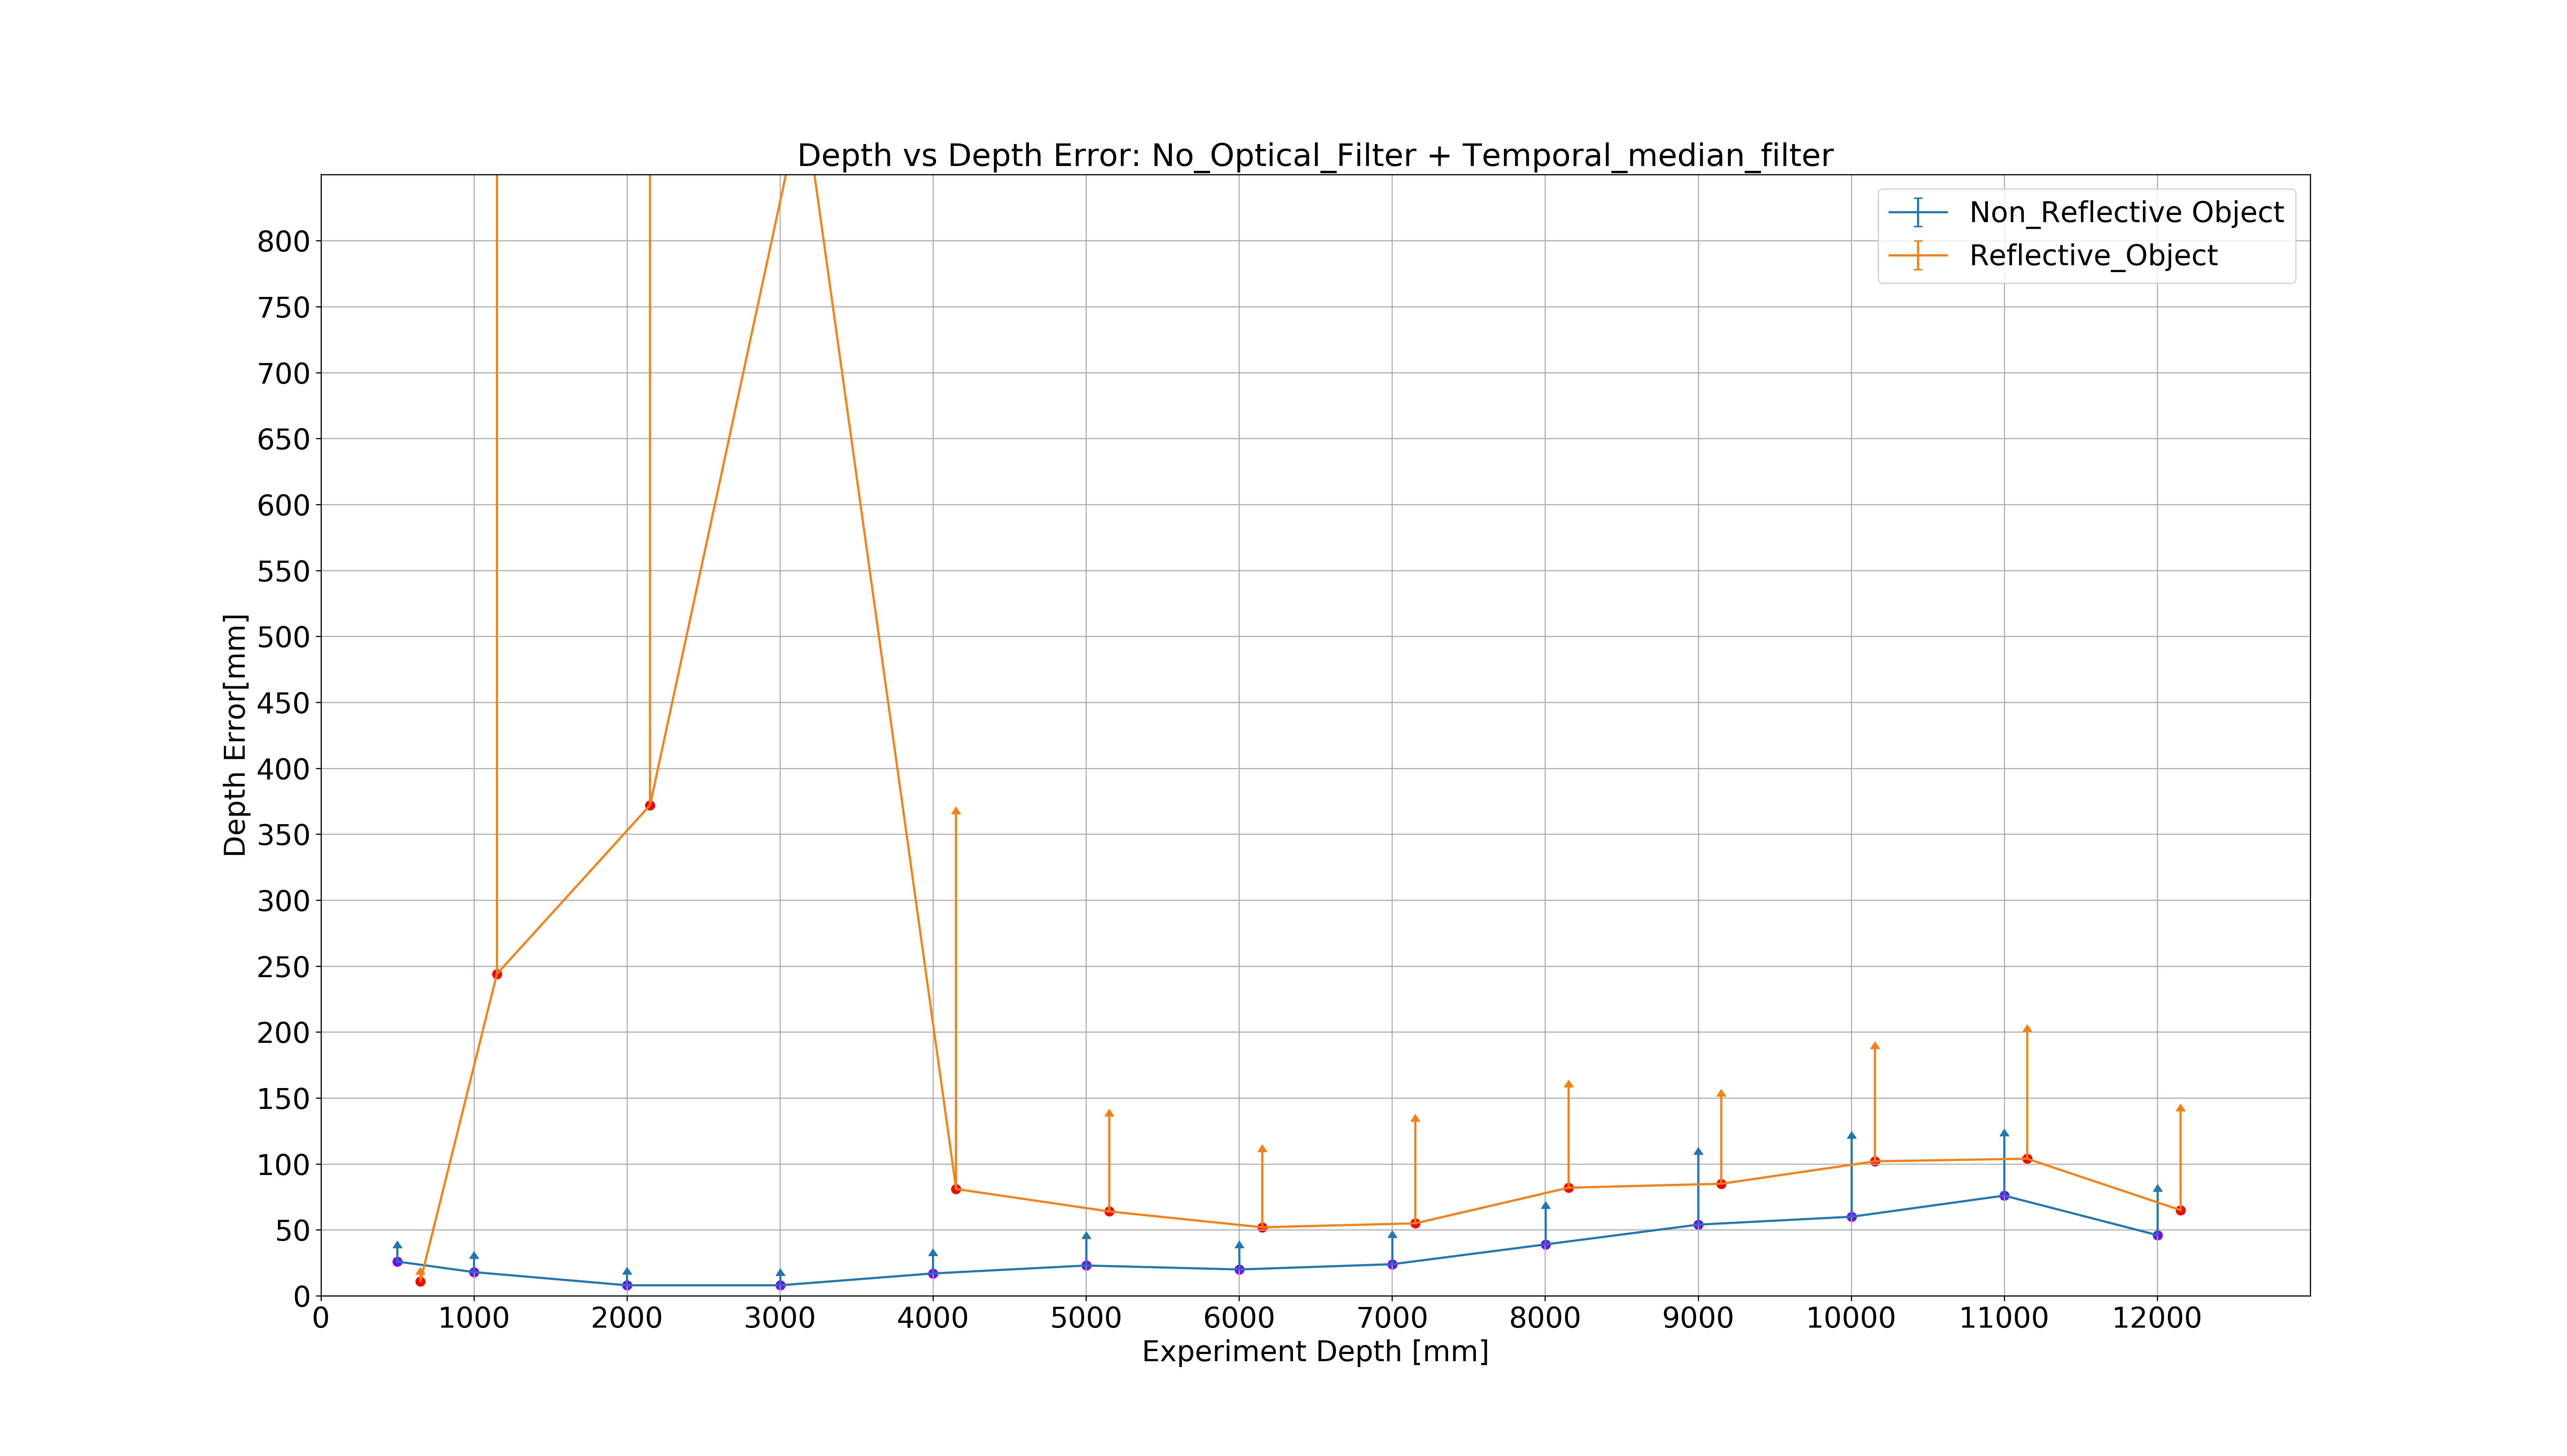 Depth vs Depth Error: No_Optical_Filter + Temporal_median_filter
Non_Reflective Object
Reflective_Object
Depth Error[mm]
800
750
700
650
600
550
500
450
400
350
300
250
200
150
100
50
0
0 1000 2000 3000 4000 5000 6000 7000 8000 9000 10000 11000 12000
Experiment Depth [mm]